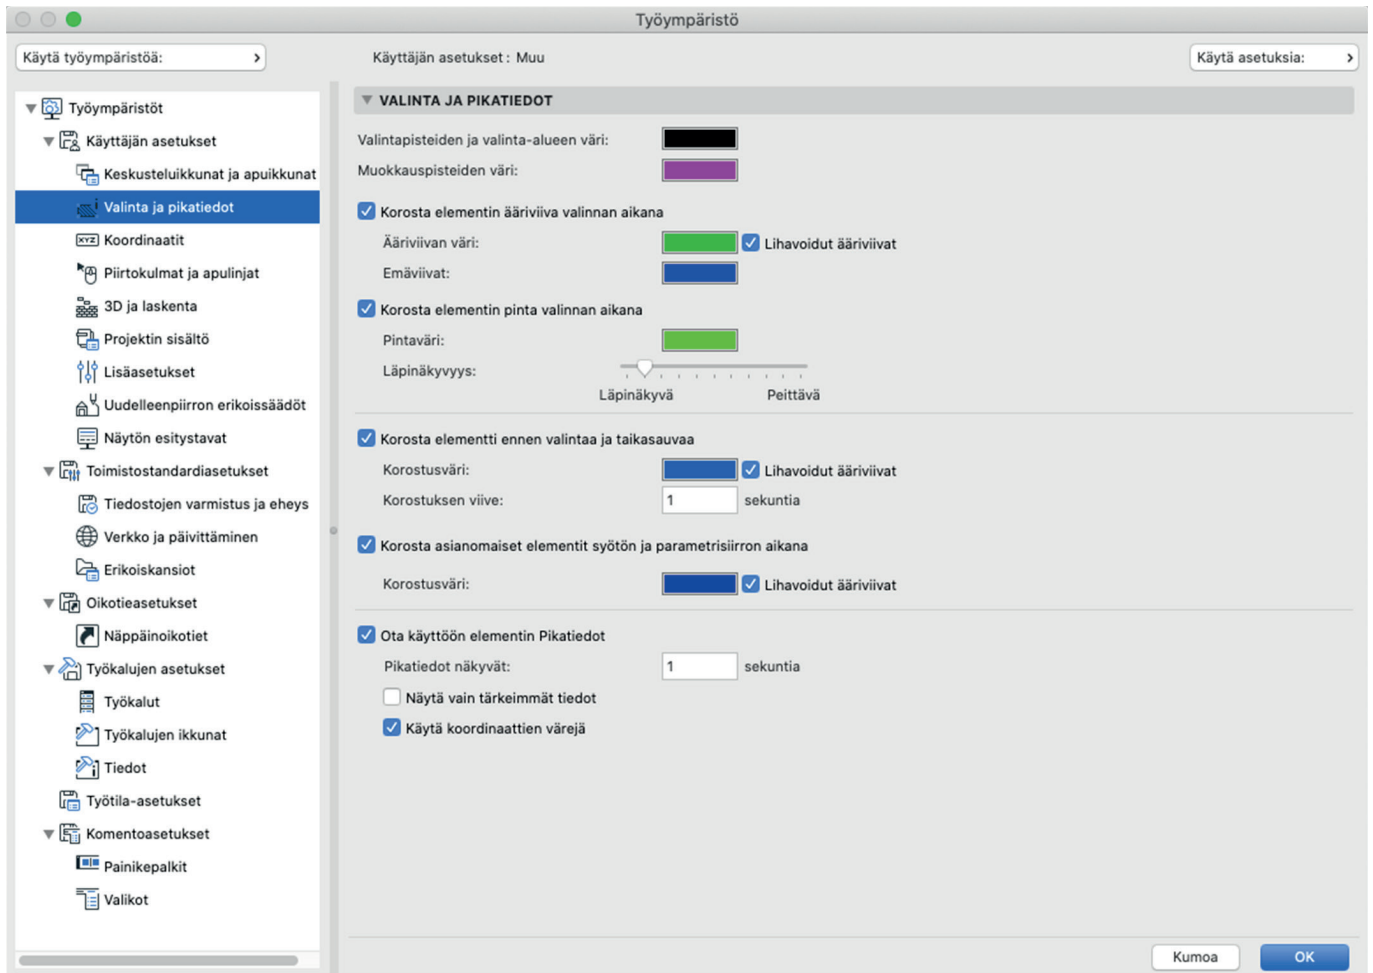 Työympäristö
Käytä työympäristöä:
Käyttäjän asetukset : Muu
Käytä asetuksia:
Työympäristöt
Käyttäjän asetukset
Keskusteluikkunat ja apuikkunat
Valinta ja pikatiedot
XYZ Koordinaatit
Piirtokulmat ja apulinjat
3D ja laskenta
Projektin sisältö
Lisäasetukset
Uudelleenpiirron erikoissäädöt
Näytön esitystavat
Toimistostandardiasetukset
Tiedostojen varmistus ja eheys
Verkko ja päivittäminen
Erikoiskansiot
Oikotieasetukset
Näppäinoikotiet
Työkalujen asetukset
Työkalut
Työkalujen ikkunat
Tiedot
Työtila-asetukset
Komentoasetukset
Painikepalkit
Valikot
VALINTA JA PIKATIEDOT
Valintapisteiden ja valinta-alueen väri:
Muokkauspisteiden väri:
Korosta elementin ääriviiva valinnan aikana
Ääriviivan väri:
Lihavoidut ääriviivat
Emäviivat:
Korosta elementin pinta valinnan aikana
Pintaväri:
Läpinäkyvyys:
Läpinäkyvä
Peittävä
Korosta elementti ennen valintaa ja taikasauvaa
Korostusväri:
Lihavoidut ääriviivat
Korostuksen viive:
1
sekuntia
Korosta asianomaiset elementit syötön ja parametrisiirron aikana
Korostusväri:
Lihavoidut ääriviivat
Ota käyttöön elementin Pikatiedot
Pikatiedot näkyvät:
1
sekuntia
Näytä vain tärkeimmät tiedot
Käytä koordinaattien värejä
Kumoa
OK